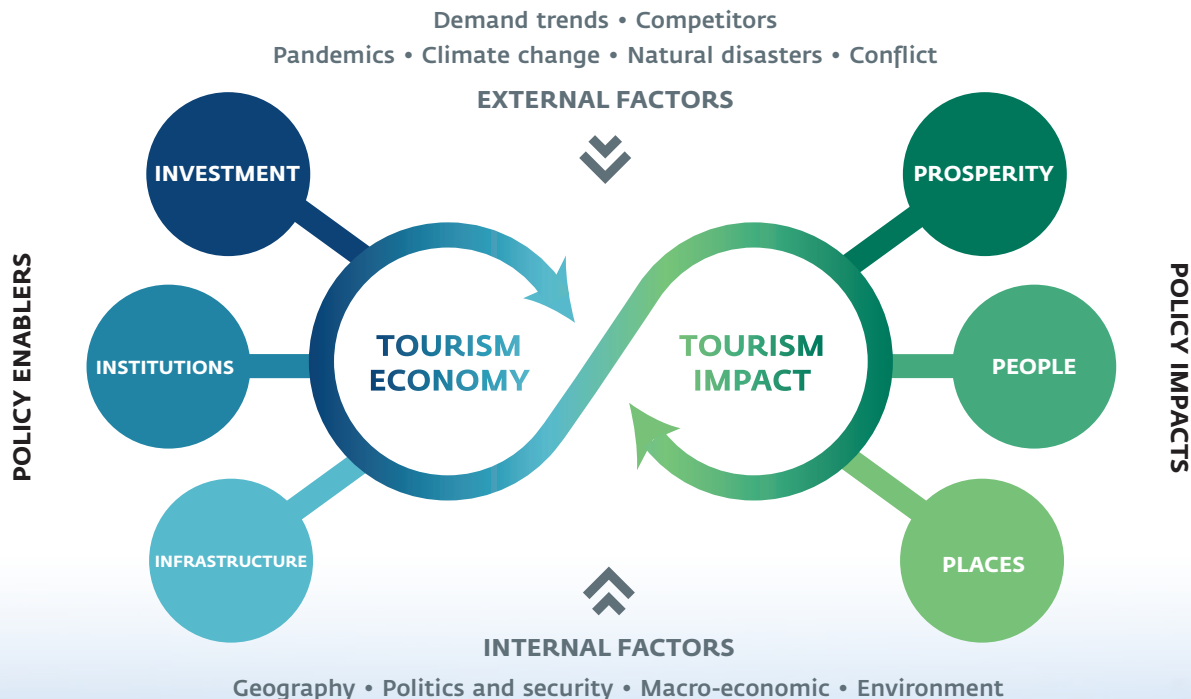 Demand trends • Competitors
Pandemics • Climate change • Natural disasters • Conflict
EXTERNAL FACTORS
POLICY ENABLERS
INVESTMENT
INSTITUTIONS
INFRASTRUCTURE
TOURISM
ECONOMY
TOURISM
IMPACT
PROSPERITY
PEOPLE
PLACES
POLICY IMPACTS
INTERNAL FACTORS
Geography • Politics and security • Macro-economic • Environment